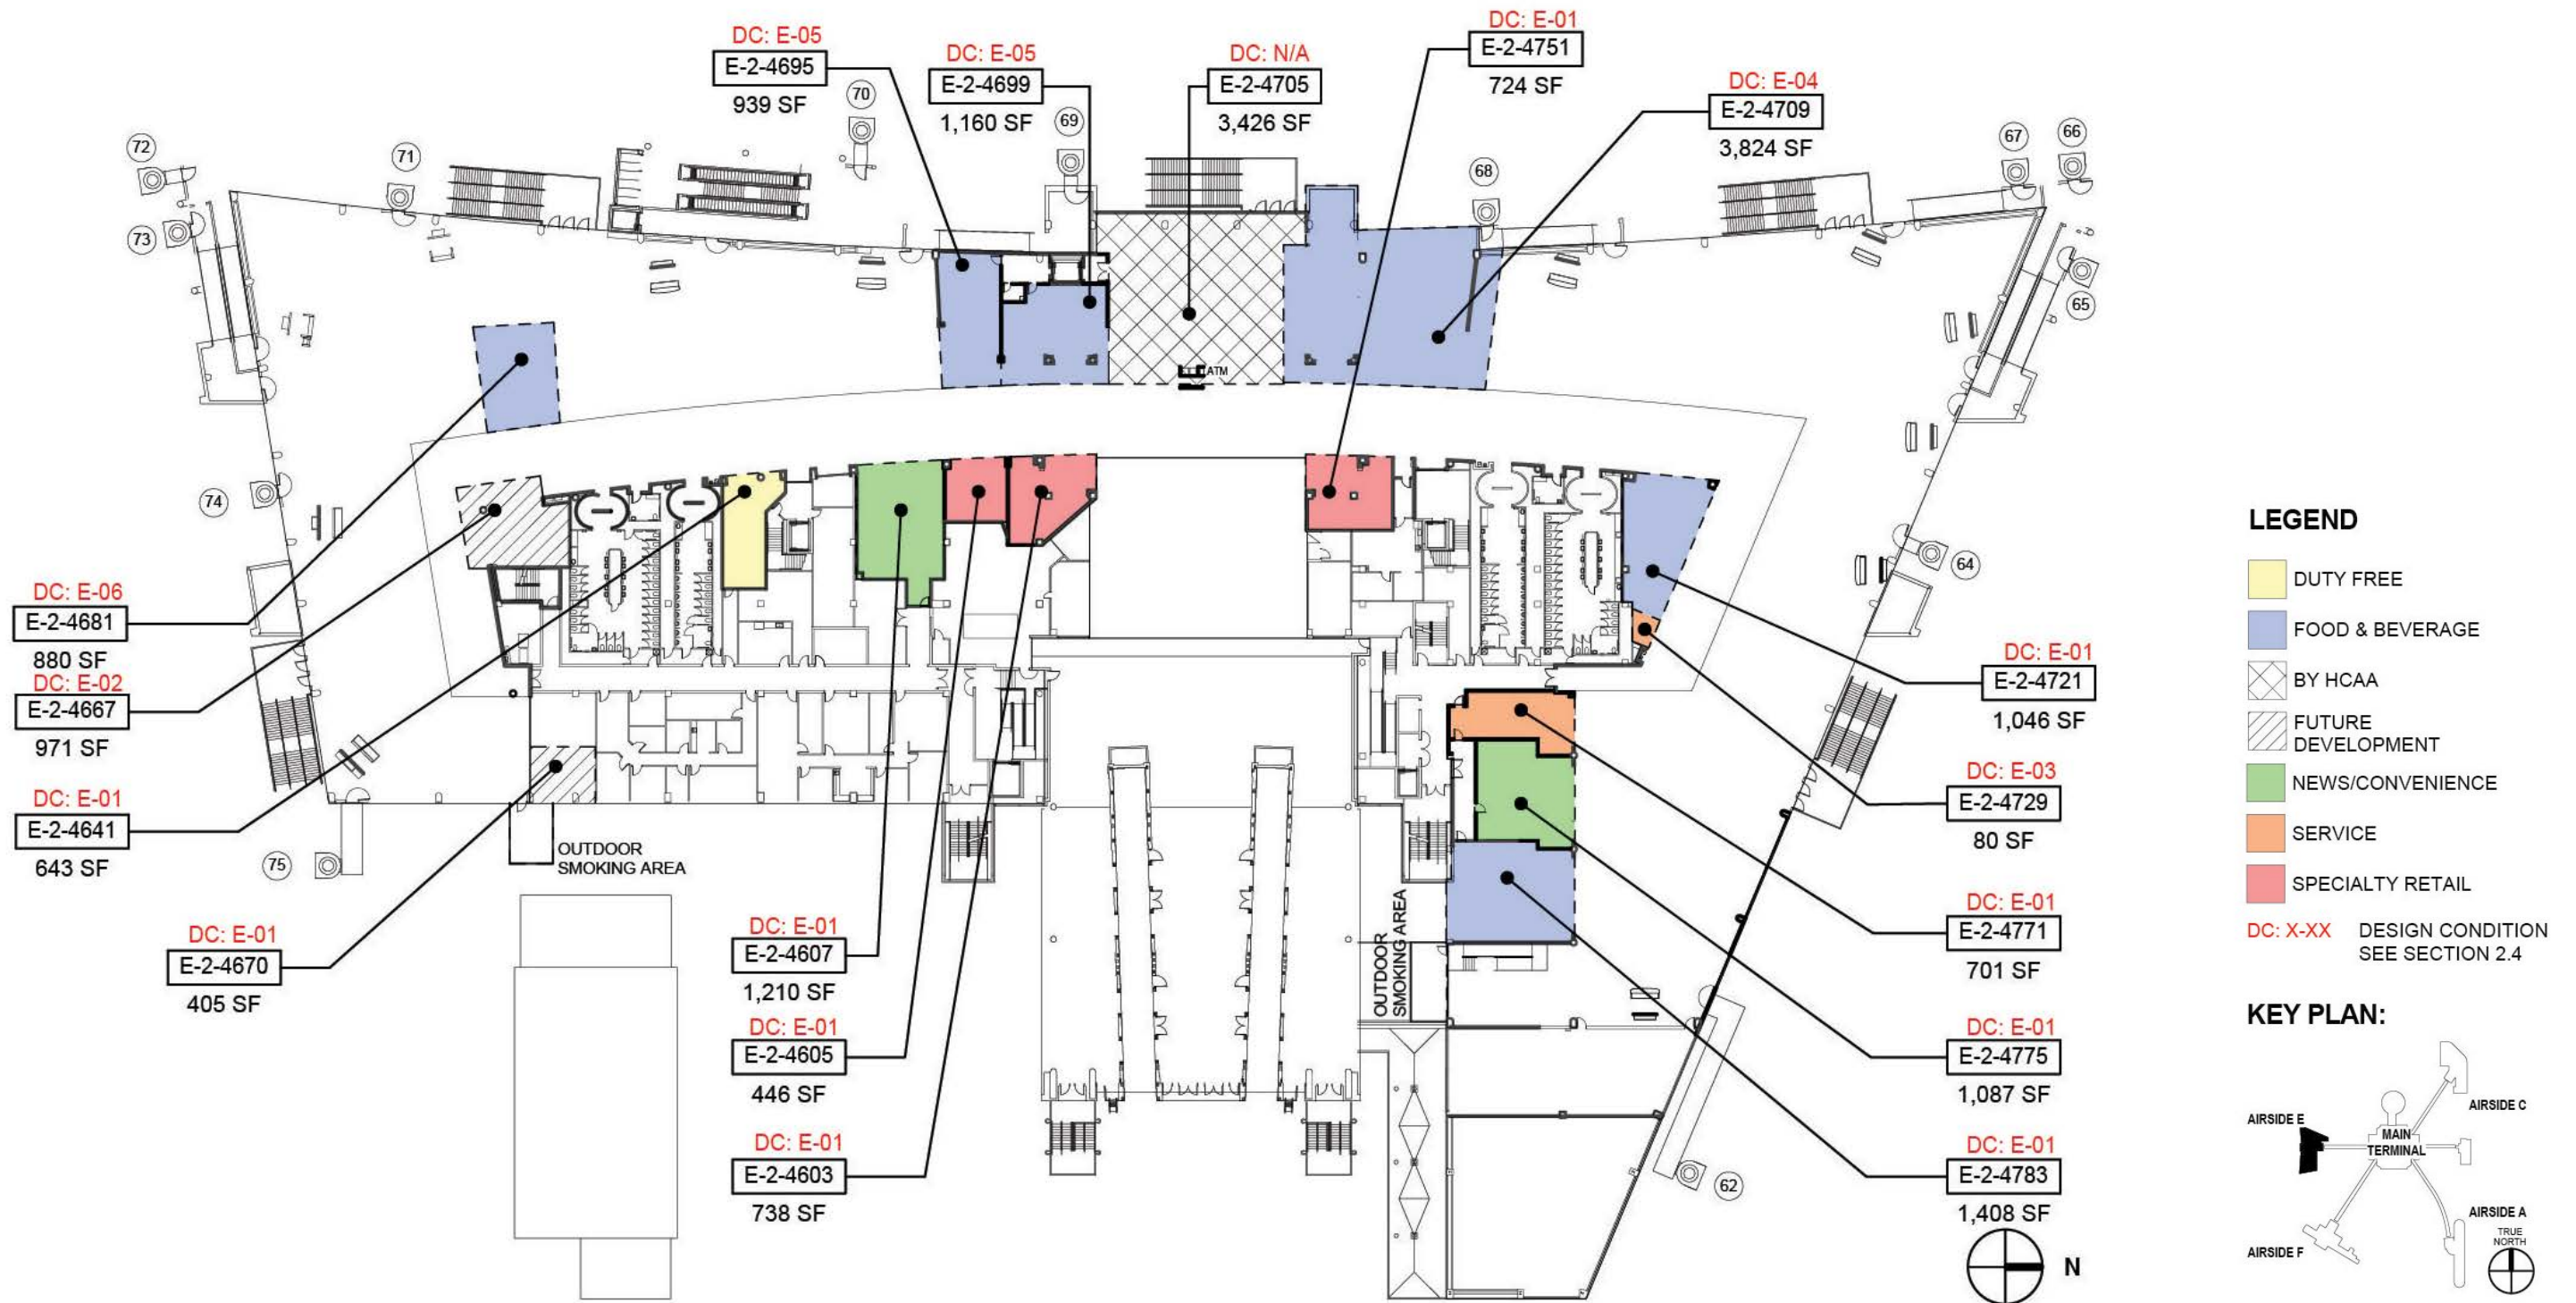 DC: E-05
E-2-4695
939 SF
DC: E-05
E-2-4699
1,160 SF
DC: N/A
E-2-4705
3,426 SF
DC: E-01
E-2-4751
724 SF
DC: E-04
E-2-4709
3,824 SF
72
71
70
69
68
67
66
73
65
ATM
74
64
DC: E-06
E-2-4681
880 SF
DC: E-02
E-2-4667
971 SF
DC: E-01
E-2-4641
643 SF
75
OUTDOOR
SMOKING AREA
DC: E-01
E-2-4670
405 SF
DC: E-01
E-2-4607
1,210 SF
DC: E-01
E-2-4605
446 SF
DC: E-01
E-2-4603
738 SF
OUTDOOR
SMOKING AREA
62
DC: E-01
E-2-4721
1,046 SF
DC: E-03
E-2-4729
80 SF
DC: E-01
E-2-4771
701 SF
DC: E-01
E-2-4775
1,087 SF
DC: E-01
E-2-4783
1,408 SF
N
LEGEND
DUTY FREE
FOOD & BEVERAGE
BY HCAA
FUTURE
DEVELOPMENT
NEWS/CONVENIENCE
SERVICE
SPECIALTY RETAIL
DC: X-XX DESIGN CONDITION
SEE SECTION 2.4
KEY PLAN:
AIRSIDE C
AIRSIDE E
MAIN
TERMINAL
AIRSIDE A
AIRSIDE F
TRUE
NORTH